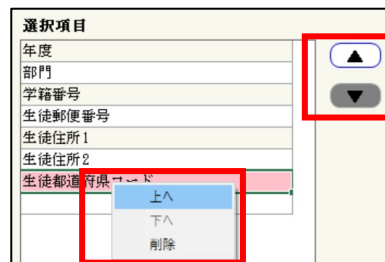 選択項目
年度
部門
学籍番号
生徒郵便番号
生徒住所1
生徒住所2
生徒都道府県コード
上へ
下へ
削除
▲
▼